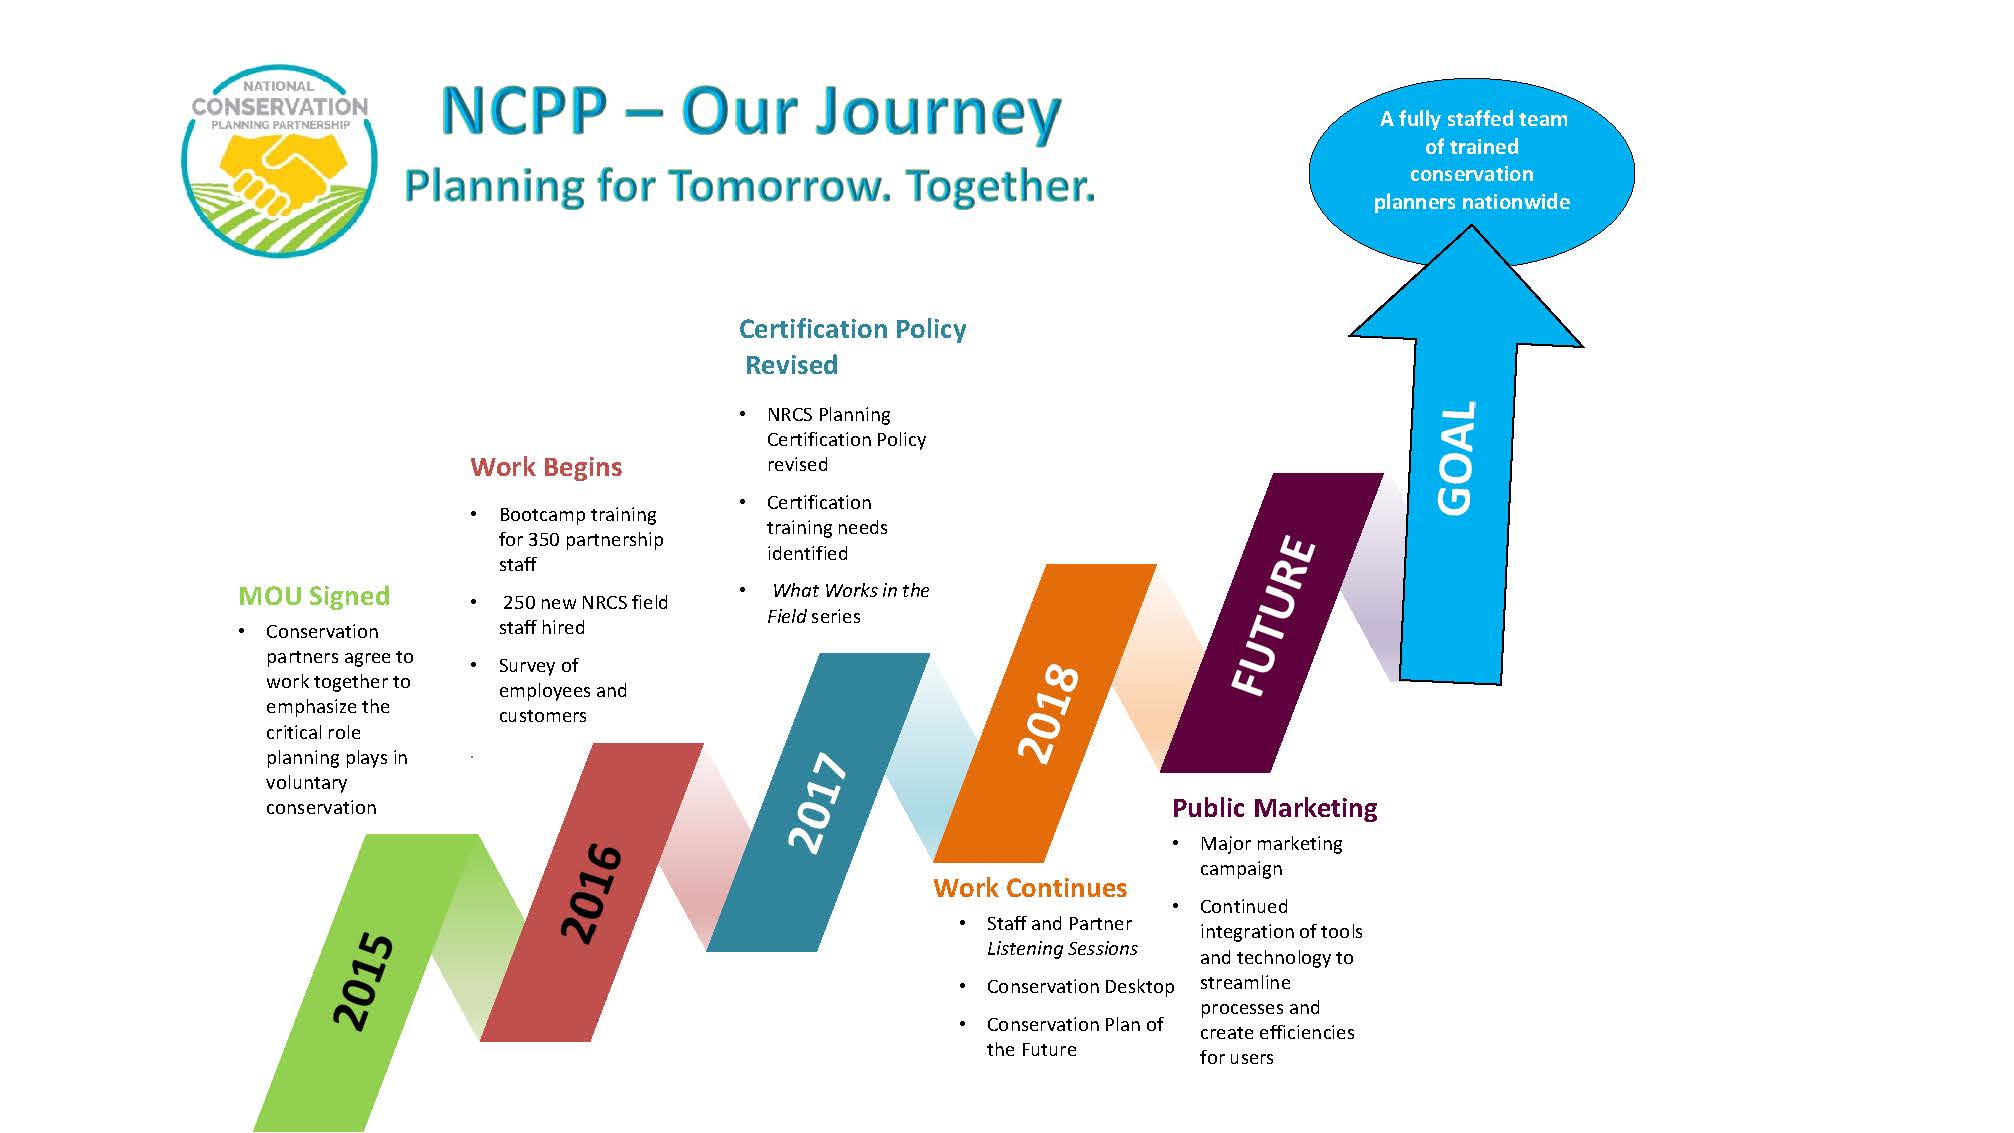 NATIONAL
CONSERVATION
PLANNING PARTNERSHIP
NCPP – Our Journey
Planning for Tomorrow. Together.
A fully staffed team
of trained
conservation
planners nationwide
GOAL
Certification Policy
Revised
• NRCS Planning
Certification Policy
revised
• Certification
training needs
identified
• What Works in the
Field series
Work Begins
• Bootcamp training
for 350 partnership
staff
• 250 new NRCS field
staff hired
• Survey of
employees and
customers
MOU Signed
• Conservation
partners agree to
work together to
emphasize the
critical role
planning plays in
voluntary
conservation
2015
2016
2017
2018
FUTURE
Work Continues
• Staff and Partner
Listening Sessions
• Conservation Desktop
• Conservation Plan of
the Future
Public Marketing
• Major marketing
campaign
• Continued
integration of tools
and technology to
streamline
processes and
create efficiencies
for users